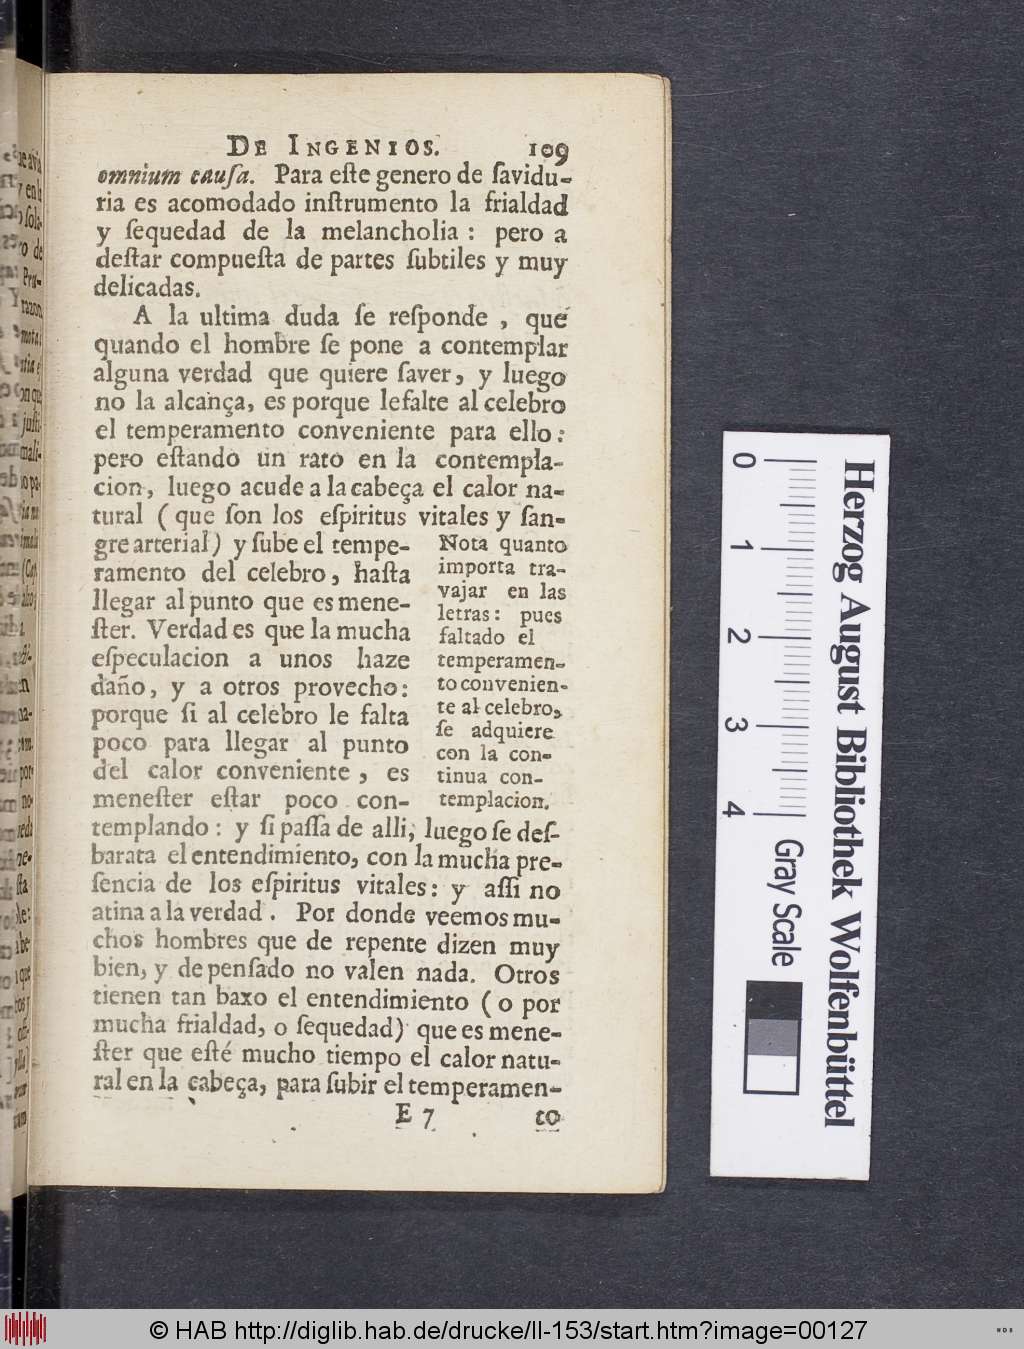 DE INGENIOS. 109
omnium cauſa. Para eſte genero de ſavidu-
ria es acomodado inſtrumento la frialdad
y ſequedad de la melancholia : pero a
deſtar compueſta de partes ſubtiles y muy
delicadas.
A la ultima duda ſe reſponde , que
quando el hombre ſe pone a contemplar
alguna verdad que quiere ſaver, y luego
no la alcança, es porque lefalte al celebro
el temperamento conveniente para ello :
pero eſtando un rato en la contempla-
cion, luego acude a la cabeça el calor na-
tural ( que ſon los eſpiritus vitales y ſan-
gre arterial) y ſube el tempe-
ramento del celebro, haſta
llegar al punto que es mene-
ſter. Verdad es que la mucha
eſpeculacion a unos haze
daño, y a otros provecho:
porque ſi al celebro le falta
poco para llegar al punto
del calor conveniente , es
meneſter eſtar poco con-
Nota quanto
importa tra-
vajar en las
letras : pues
faltado el
temperamen-
to convenien-
te al celebro,
ſe adquiere
con la con-
tinua con-
templacion.
templando : y ſi paſſa de alli, luego ſe deſ-
barata el entendimiento, con la mucha pre-
ſencia de los eſpiritus vitales: y aſſi no
atina a la verdad . Por donde veemos mu-
chos hombres que de repente dizen muy
bien, y de penſado no valen nada. Otros
tienen tan baxo el entendimiento ( o por
mucha frialdad, o ſequedad) que es mene-
ſter que eſté mucho tiempo el calor natu-
ral en la cabeça, para ſubir el temperamen-
E 7 to
0 1 2 3 4
Gray Scale
Herzog August Bibliothek Wolfenbüttel
© HAB http://diglib.hab.de/drucke/ll-153/start.htm?image=00127